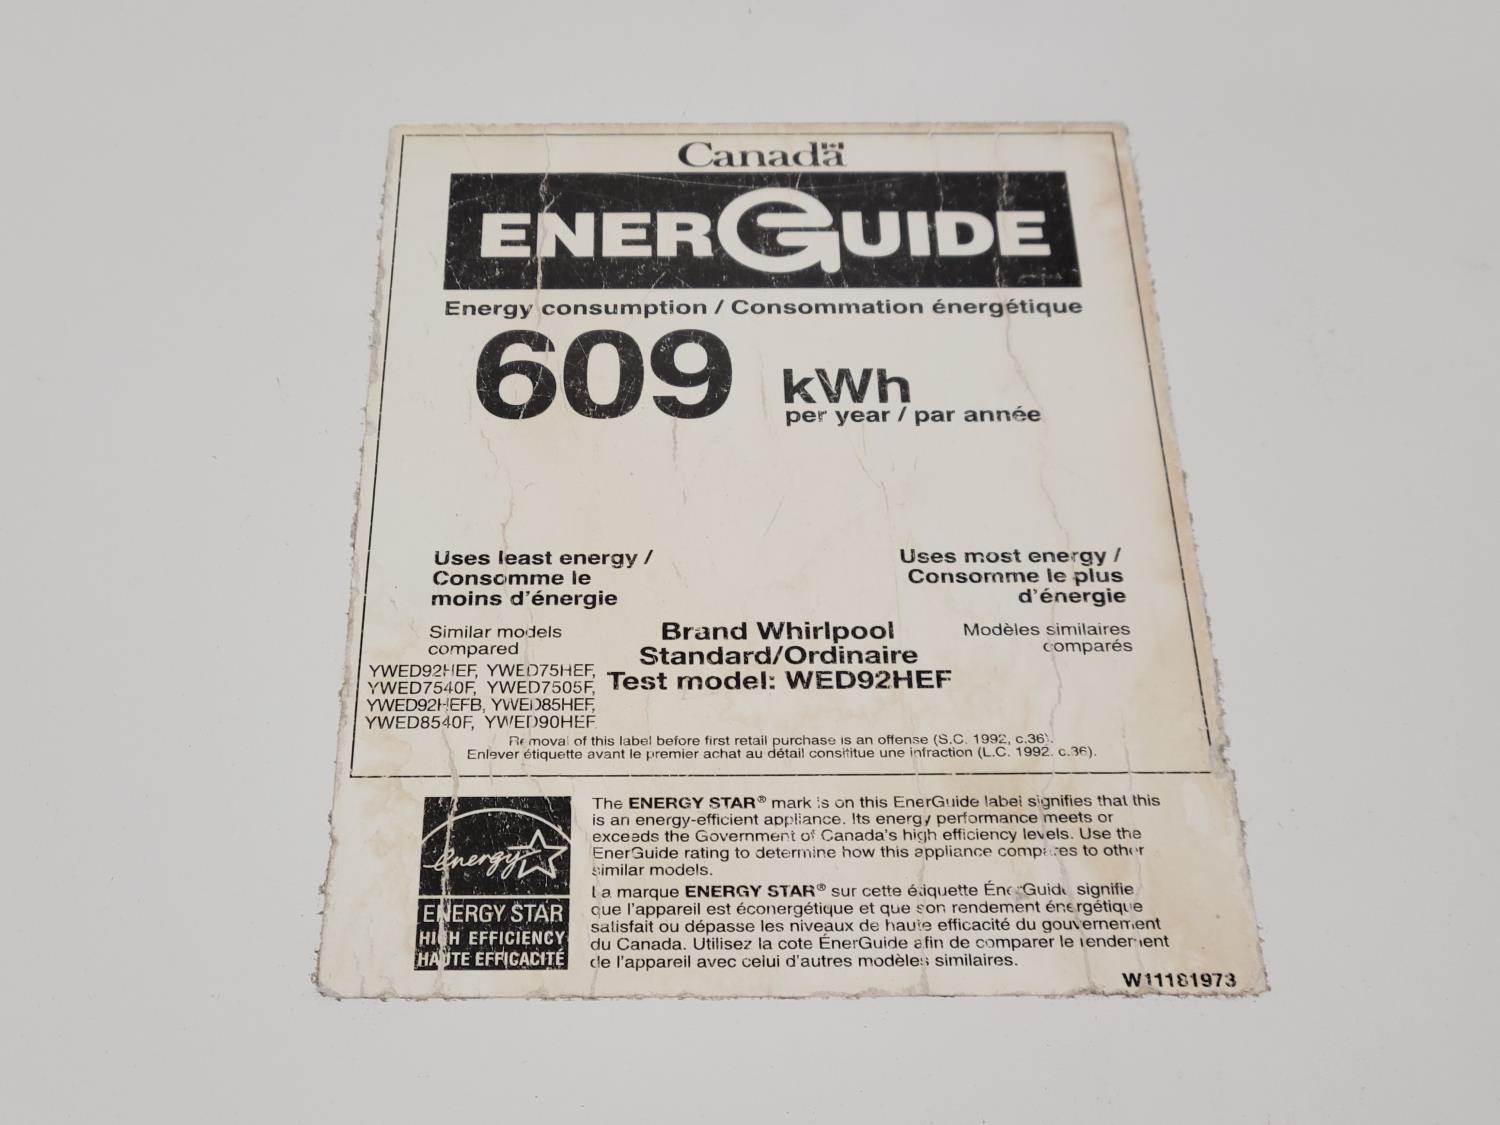 Canada
ENERGUIDE
Energy consumption / Consommation énergétique
609 kWh
per year / par année
Uses least energy /
Consomme le
moins d'énergie
Uses most energy /
Consomme le plus
d'énergie
Similar models
compared
YWED92HEF, YWED75HEF,
YWED7540F, YWED7505F,
YWED92HEFB, YWED85HEF,
YWED8540F, YWED90HEF
Brand Whirlpool
Standard/Ordinaire
Test model: WED92HEF
Modèles similaires
comparés
Removal of this label before first retail purchase is an offense (S.C. 1992, c.36).
Enlever étiquette avant le premier achat au détail consititue une infraction (L.C. 1992. c.36).
energy
ENERGY STAR
HIGH EFFICIENCY
HAUTE EFFICACITÉ
The ENERGY STAR® mark is on this EnerGuide label signifies that this
is an energy-efficient appliance. Its energy performance meets or
exceeds the Government of Canada's high efficiency levels. Use the
EnerGuide rating to determine how this appliance compares to other
similar models.
La marque ENERGY STAR® sur cette étiquette ÉnerGuide signifie
que l'appareil est éconergétique et que son rendement énergétique
satisfait ou dépasse les niveaux de haute efficacité du gouvernement
du Canada. Utilisez la cote ÉnerGuide afin de comparer le rendement
de l'appareil avec celui d'autres modèles similaires.
W11181973